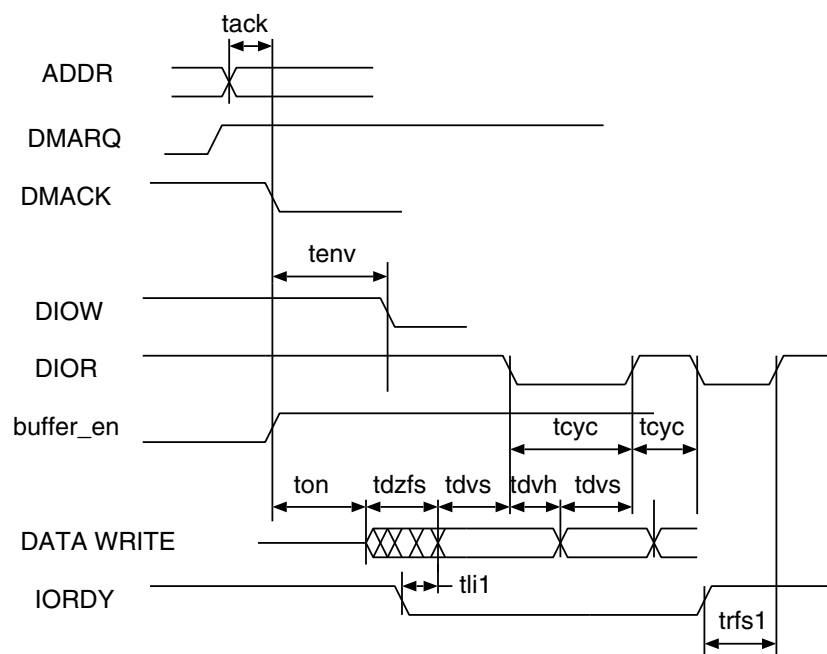 tack
ADDR
DMARQ
DMACK
tenv
DIOW
DIOR
buffer_en
tcyc tcyc
ton tdzfs tdvs tdvh tdvs
DATA WRITE
tli1
IORDY
trfs1